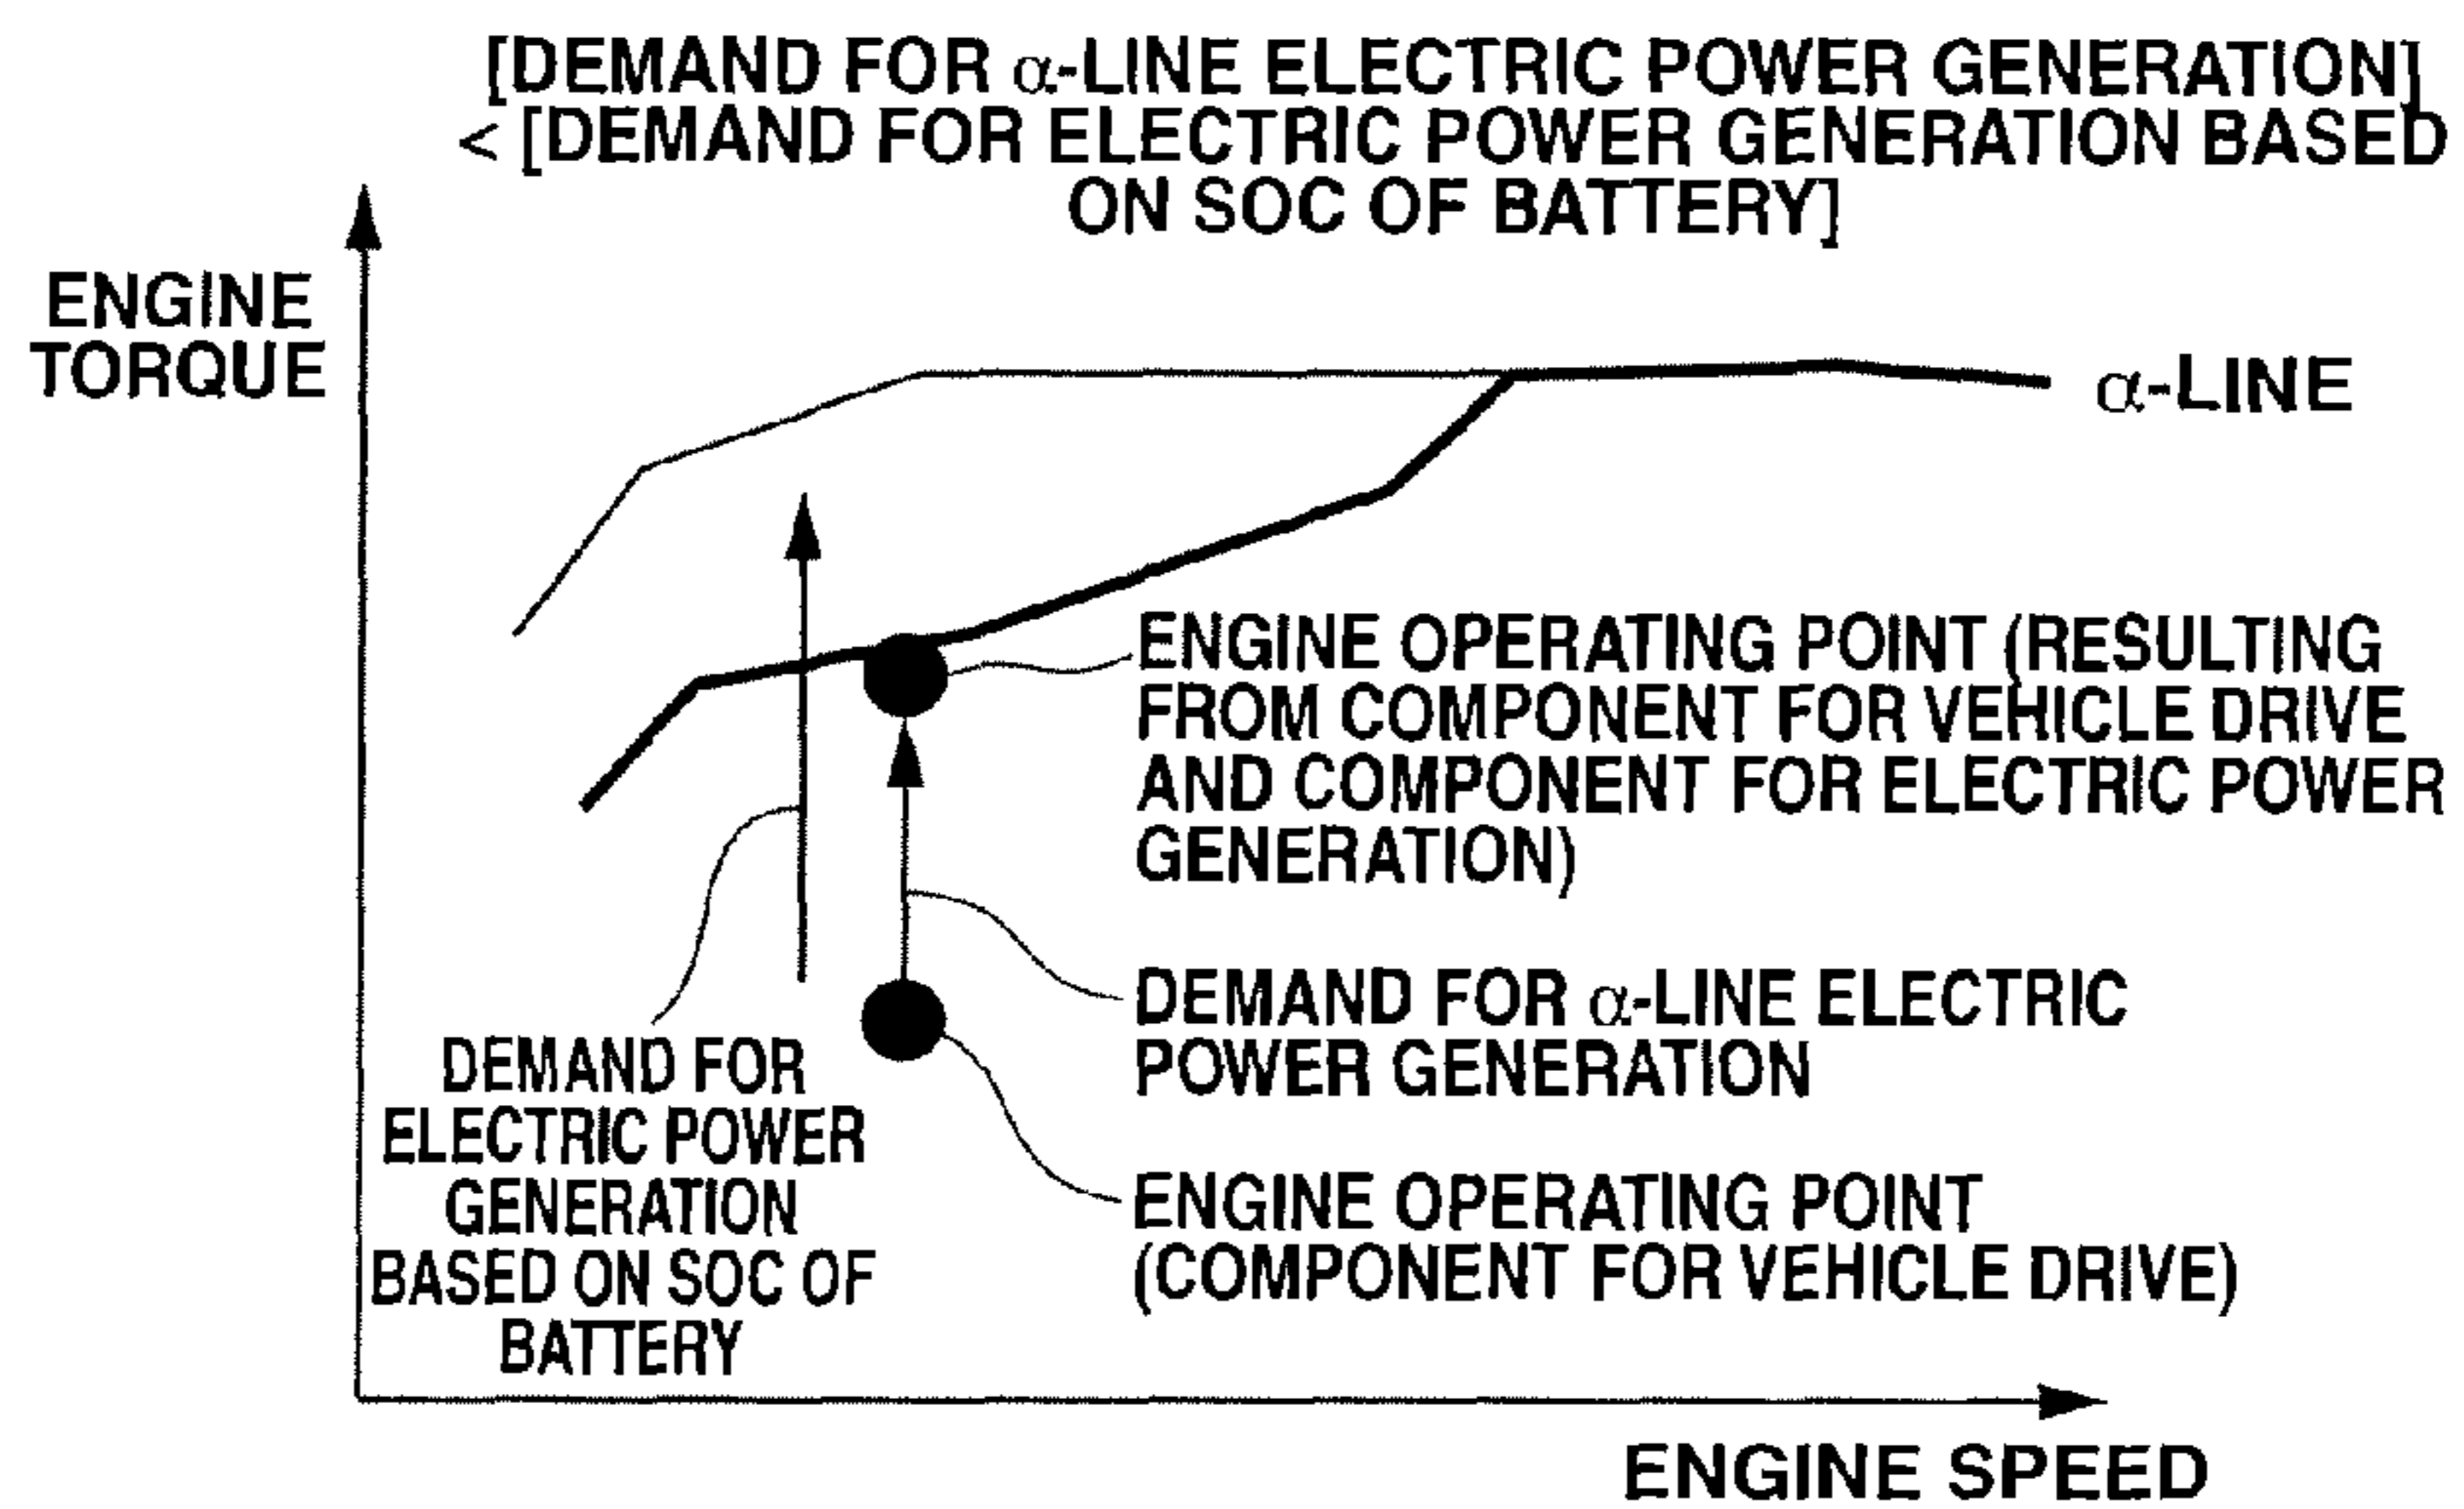 [DEMAND FOR α-LINE ELECTRIC POWER GENERATION]
< [DEMAND FOR ELECTRIC POWER GENERATION BASED
ON SOC OF BATTERY]
ENGINE
TORQUE
α-LINE
ENGINE OPERATING POINT (RESULTING
FROM COMPONENT FOR VEHICLE DRIVE
AND COMPONENT FOR ELECTRIC POWER
GENERATION)
DEMAND FOR α-LINE ELECTRIC
POWER GENERATION
DEMAND FOR
ELECTRIC POWER
GENERATION
BASED ON SOC OF
BATTERY
ENGINE OPERATING POINT
(COMPONENT FOR VEHICLE DRIVE)
ENGINE SPEED